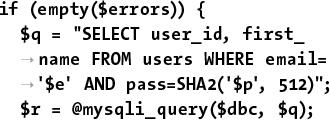 if (empty($errors)) {
  $q = "SELECT user_id, first_
  →name FROM users WHERE email=
  →'$e' AND pass=SHA2('$p', 512)";
  $r = @mysqli_query($dbc, $q);